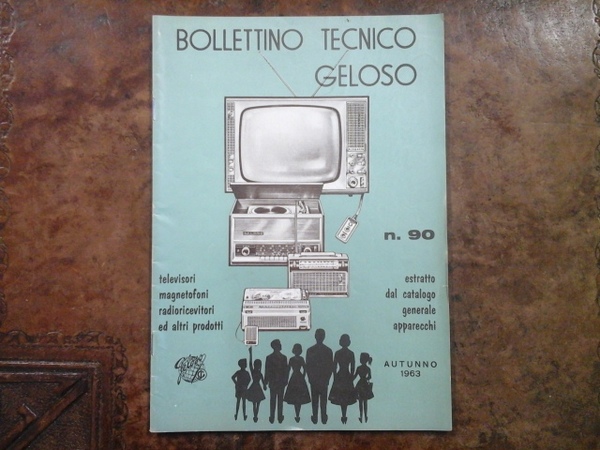 BOLLETTINO TECNICO
GELOSO
n. 90
televisori
magnetofoni
radioricevitori
ed altri prodotti
estratto
dal catalogo
generale
apparecchi
AUTUNNO
1963